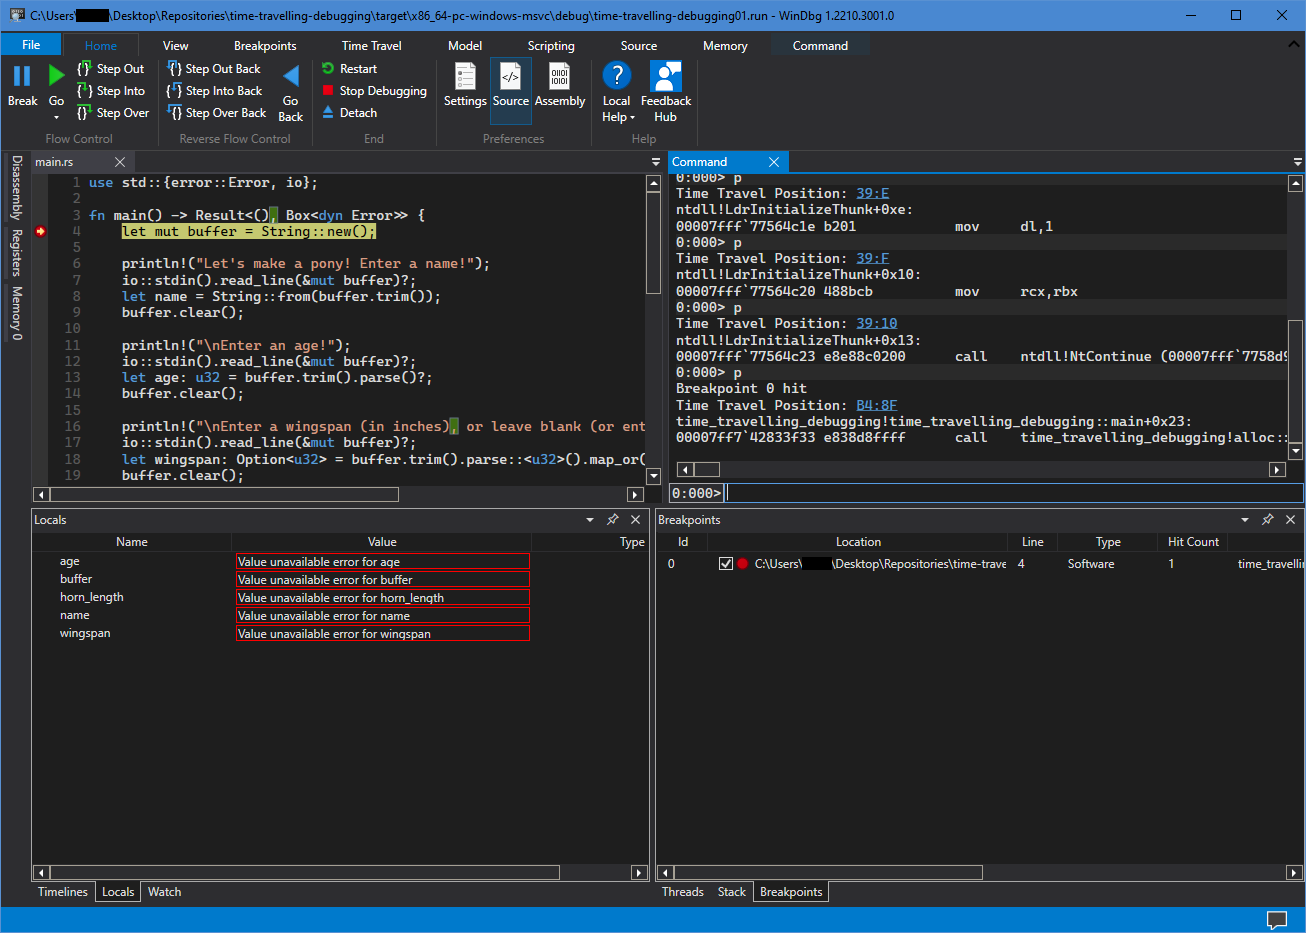 C:\Users\ \Desktop\Repositories\time-travelling-debugging\target\x86_64-pc-windows-msvc\debug\time-travelling-debugging01.run - WinDbg 1.2210.3001.0
File Home View Breakpoints Time Travel Model Scripting Source Memory Command
Break
Go
Step Out
Step Into
Step Over
Flow Control
Step Out Back
Step Into Back
Step Over Back
Go Back
Reverse Flow Control
Restart
Stop Debugging
Detach
End
Settings
Source
Assembly
Preferences
Local Help
Feedback Hub
Help
Disassembly
Registers
Memory 0
main.rs
1 use std::{error::Error, io};
2
3 fn main() -> Result<(), Box<dyn Error>> {
4 let mut buffer = String::new();
5
6 println!("Let's make a pony! Enter a name!");
7 io::stdin().read_line(&mut buffer)?;
8 let name = String::from(buffer.trim());
9 buffer.clear();
10
11 println!("\nEnter an age!");
12 io::stdin().read_line(&mut buffer)?;
13 let age: u32 = buffer.trim().parse()?;
14 buffer.clear();
15
16 println!("\nEnter a wingspan (in inches), or leave blank (or ent
17 io::stdin().read_line(&mut buffer)?;
18 let wingspan: Option<u32> = buffer.trim().parse::<u32>().map_or(
19 buffer.clear();
Command
0:000> p
Time Travel Position: 39:E
ntdll!LdrInitializeThunk+0xe:
00007fff`77564c1e b201 mov dl,1
0:000> p
Time Travel Position: 39:F
ntdll!LdrInitializeThunk+0x10:
00007fff`77564c20 488bcb mov rcx,rbx
0:000> p
Time Travel Position: 39:10
ntdll!LdrInitializeThunk+0x13:
00007fff`77564c23 e8e88c0200 call ntdll!NtContinue (00007fff`7758d9
0:000> p
Breakpoint 0 hit
Time Travel Position: B4:8F
time_travelling_debugging!time_travelling_debugging::main+0x23:
00007ff7`42833f33 e838d8ffff call time_travelling_debugging!alloc::
0:000>
Locals
Name Value Type
age Value unavailable error for age
buffer Value unavailable error for buffer
horn_length Value unavailable error for horn_length
name Value unavailable error for name
wingspan Value unavailable error for wingspan
Timelines Locals Watch
Breakpoints
Id Location Line Type Hit Count
0 C:\Users\ \Desktop\Repositories\time-trave 4 Software 1 time_travellin
Threads Stack Breakpoints